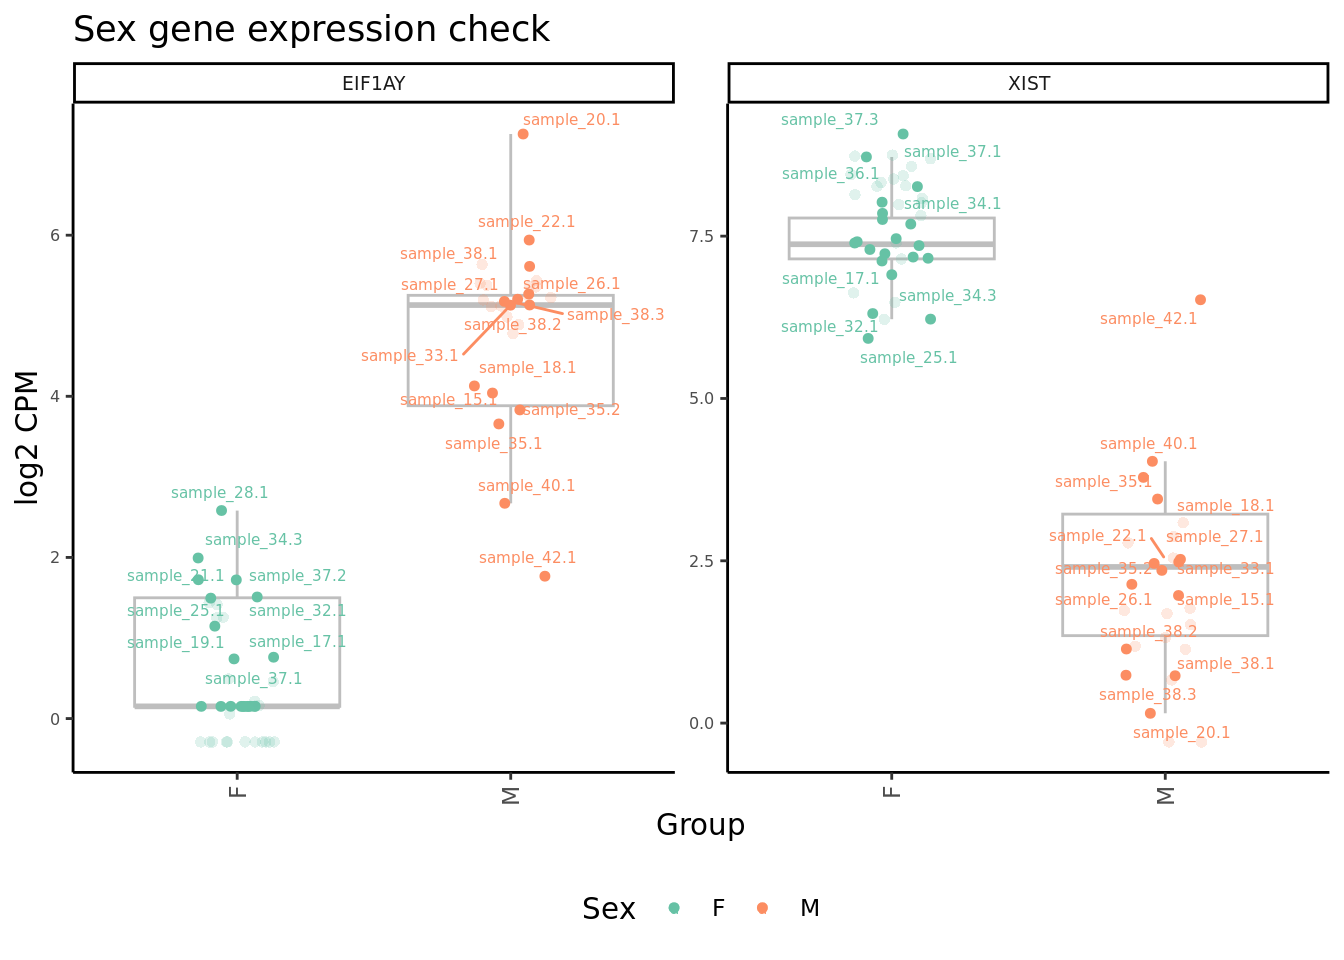 Sex gene expression check
EIF1AY
XIST
log2 CPM
6
4
2
0
sample_20.1
sample_22.1
sample_38.1
sample_27.1
sample_26.1
sample_38.3
sample_38.2
sample_33.1
sample_18.1
sample_15.1
sample_35.2
sample_35.1
sample_40.1
sample_28.1
sample_34.3
sample_42.1
sample_21.1
sample_37.2
sample_25.1
sample_32.1
sample_19.1
sample_17.1
sample_37.1
F
M
7.5
5.0
2.5
0.0
sample_37.3
sample_37.1
sample_36.1
sample_34.1
sample_17.1
sample_34.3
sample_32.1
sample_25.1
sample_42.1
sample_40.1
sample_35.1
sample_18.1
sample_22.1
sample_27.1
sample_35.2
sample_33.1
sample_26.1
sample_15.1
sample_38.2
sample_38.1
sample_38.3
sample_20.1
F
M
Group
Sex
F
M